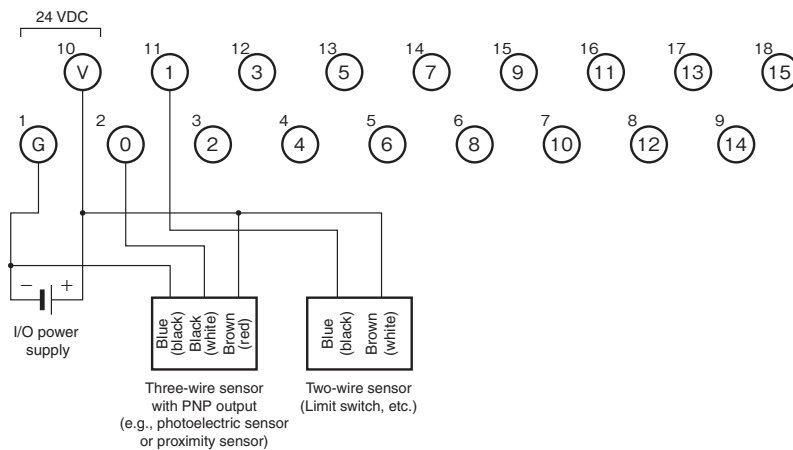 24 VDC
10 11 12 13 14 15 16 17 18
V 1 3 5 7 9 11 13 15
1 2 3 4 5 6 7 8 9
G 0 2 4 6 8 10 12 14
− +
I/O power
supply
Blue
(black)
Black
(white)
Brown
(red)
Blue
(black)
Brown
(white)
Three-wire sensor
with PNP output
(e.g., photoelectric sensor
or proximity sensor)
Two-wire sensor
(Limit switch, etc.)